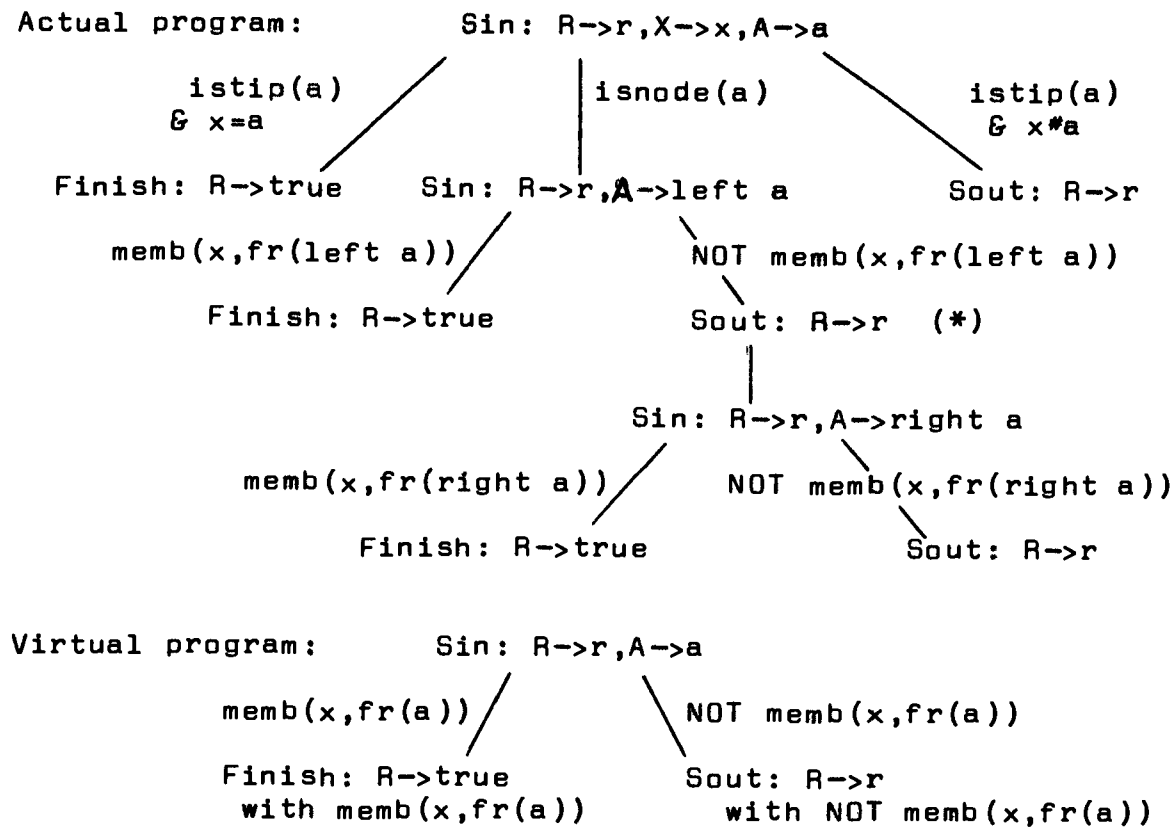 Actual program: Sin: R->r,X->x,A->a
istip(a) isnode(a) istip(a)
& x=a & x#a
Finish: R->true Sin: R->r,A->left a Sout: R->r
memb(x,fr(left a)) NOT memb(x,fr(left a))
Finish: R->true Sout: R->r (*)
Sin: R->r,A->right a
memb(x,fr(right a)) NOT memb(x,fr(right a))
Finish: R->true Sout: R->r
Virtual program: Sin: R->r,A->a
memb(x,fr(a)) NOT memb(x,fr(a))
Finish: R->true Sout: R->r
with memb(x,fr(a)) with NOT memb(x,fr(a))